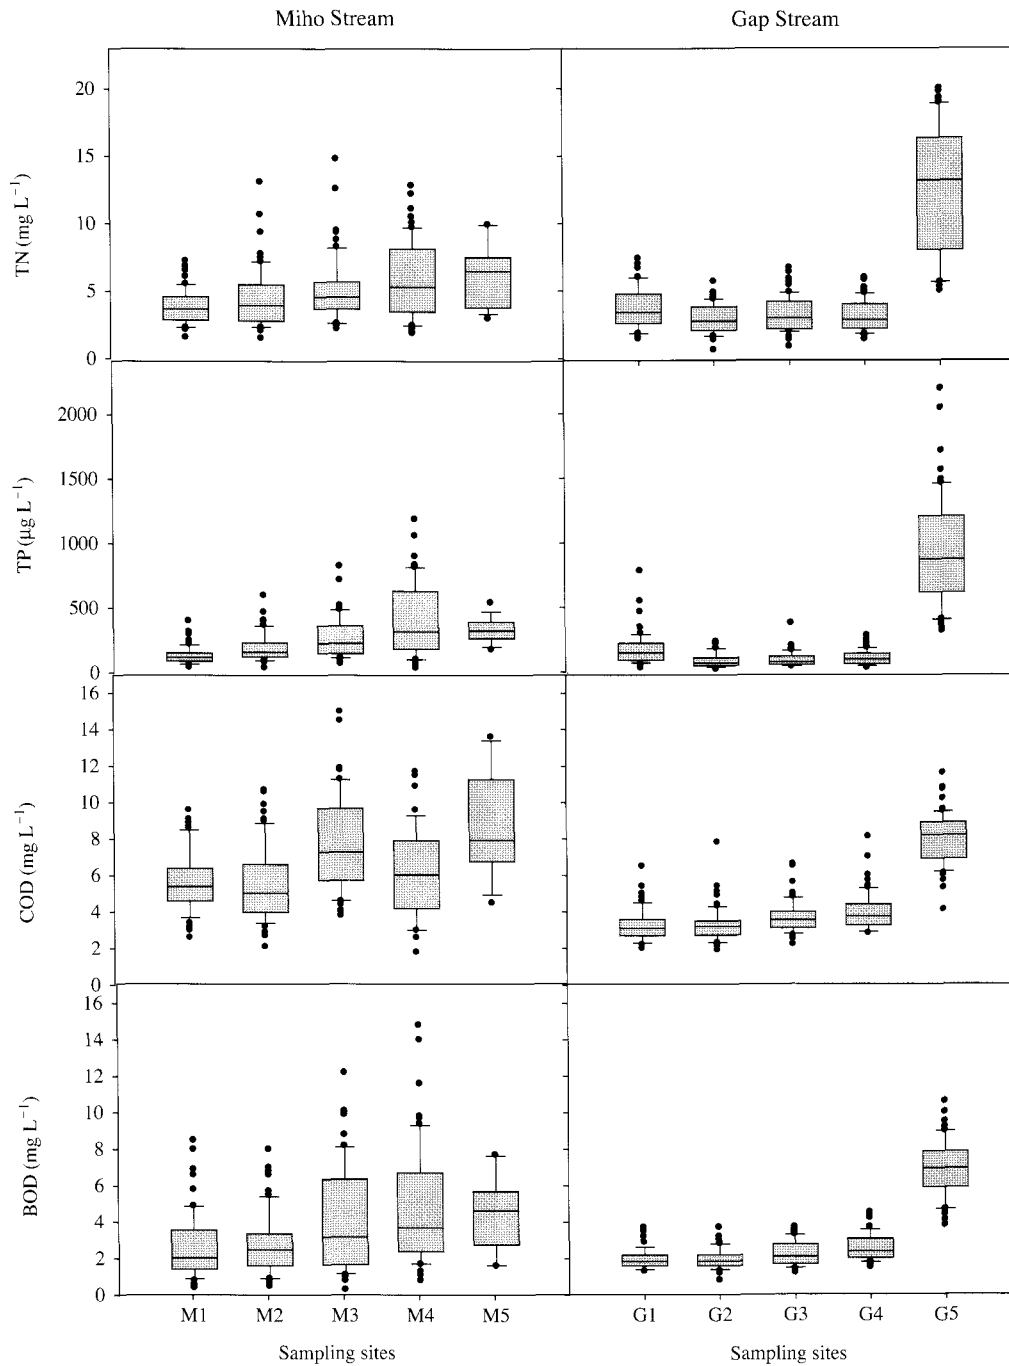 Miho Stream
Gap Stream
TN (mg L⁻¹)
20
15
10
5
0
TP (μg L⁻¹)
2000
1500
1000
500
0
COD (mg L⁻¹)
16
14
12
10
8
6
4
2
0
BOD (mg L⁻¹)
16
14
12
10
8
6
4
2
0
M1 M2 M3 M4 M5
G1 G2 G3 G4 G5
Sampling sites
Sampling sites